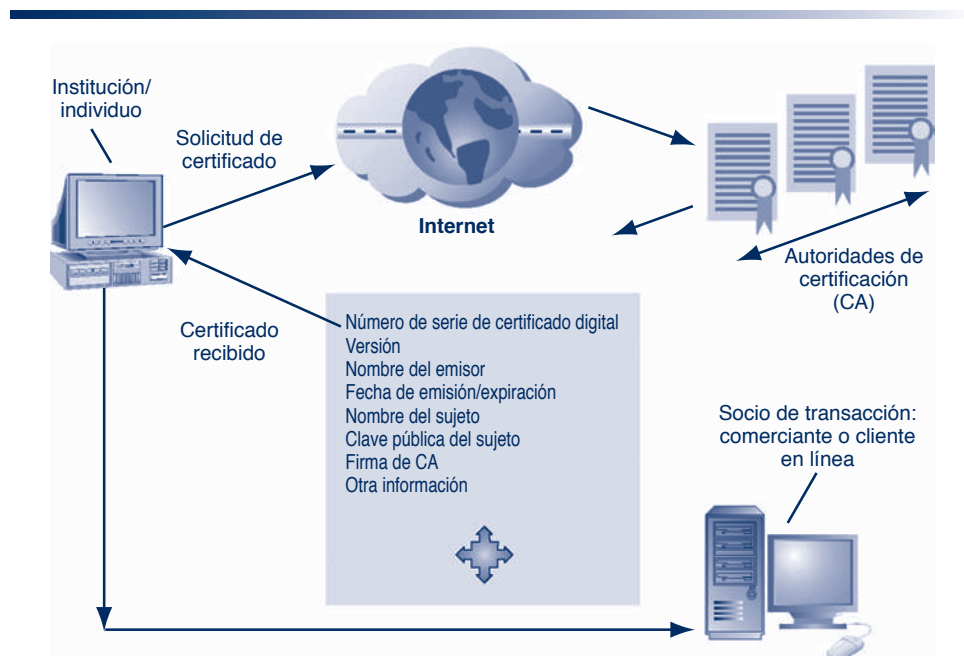 Institución/
individuo
Solicitud de
certificado
Internet
Autoridades de
certificación
(CA)
Certificado
recibido
Número de serie de certificado digital
Versión
Nombre del emisor
Fecha de emisión/expiración
Nombre del sujeto
Clave pública del sujeto
Firma de CA
Otra información
Socio de transacción:
comerciante o cliente
en línea